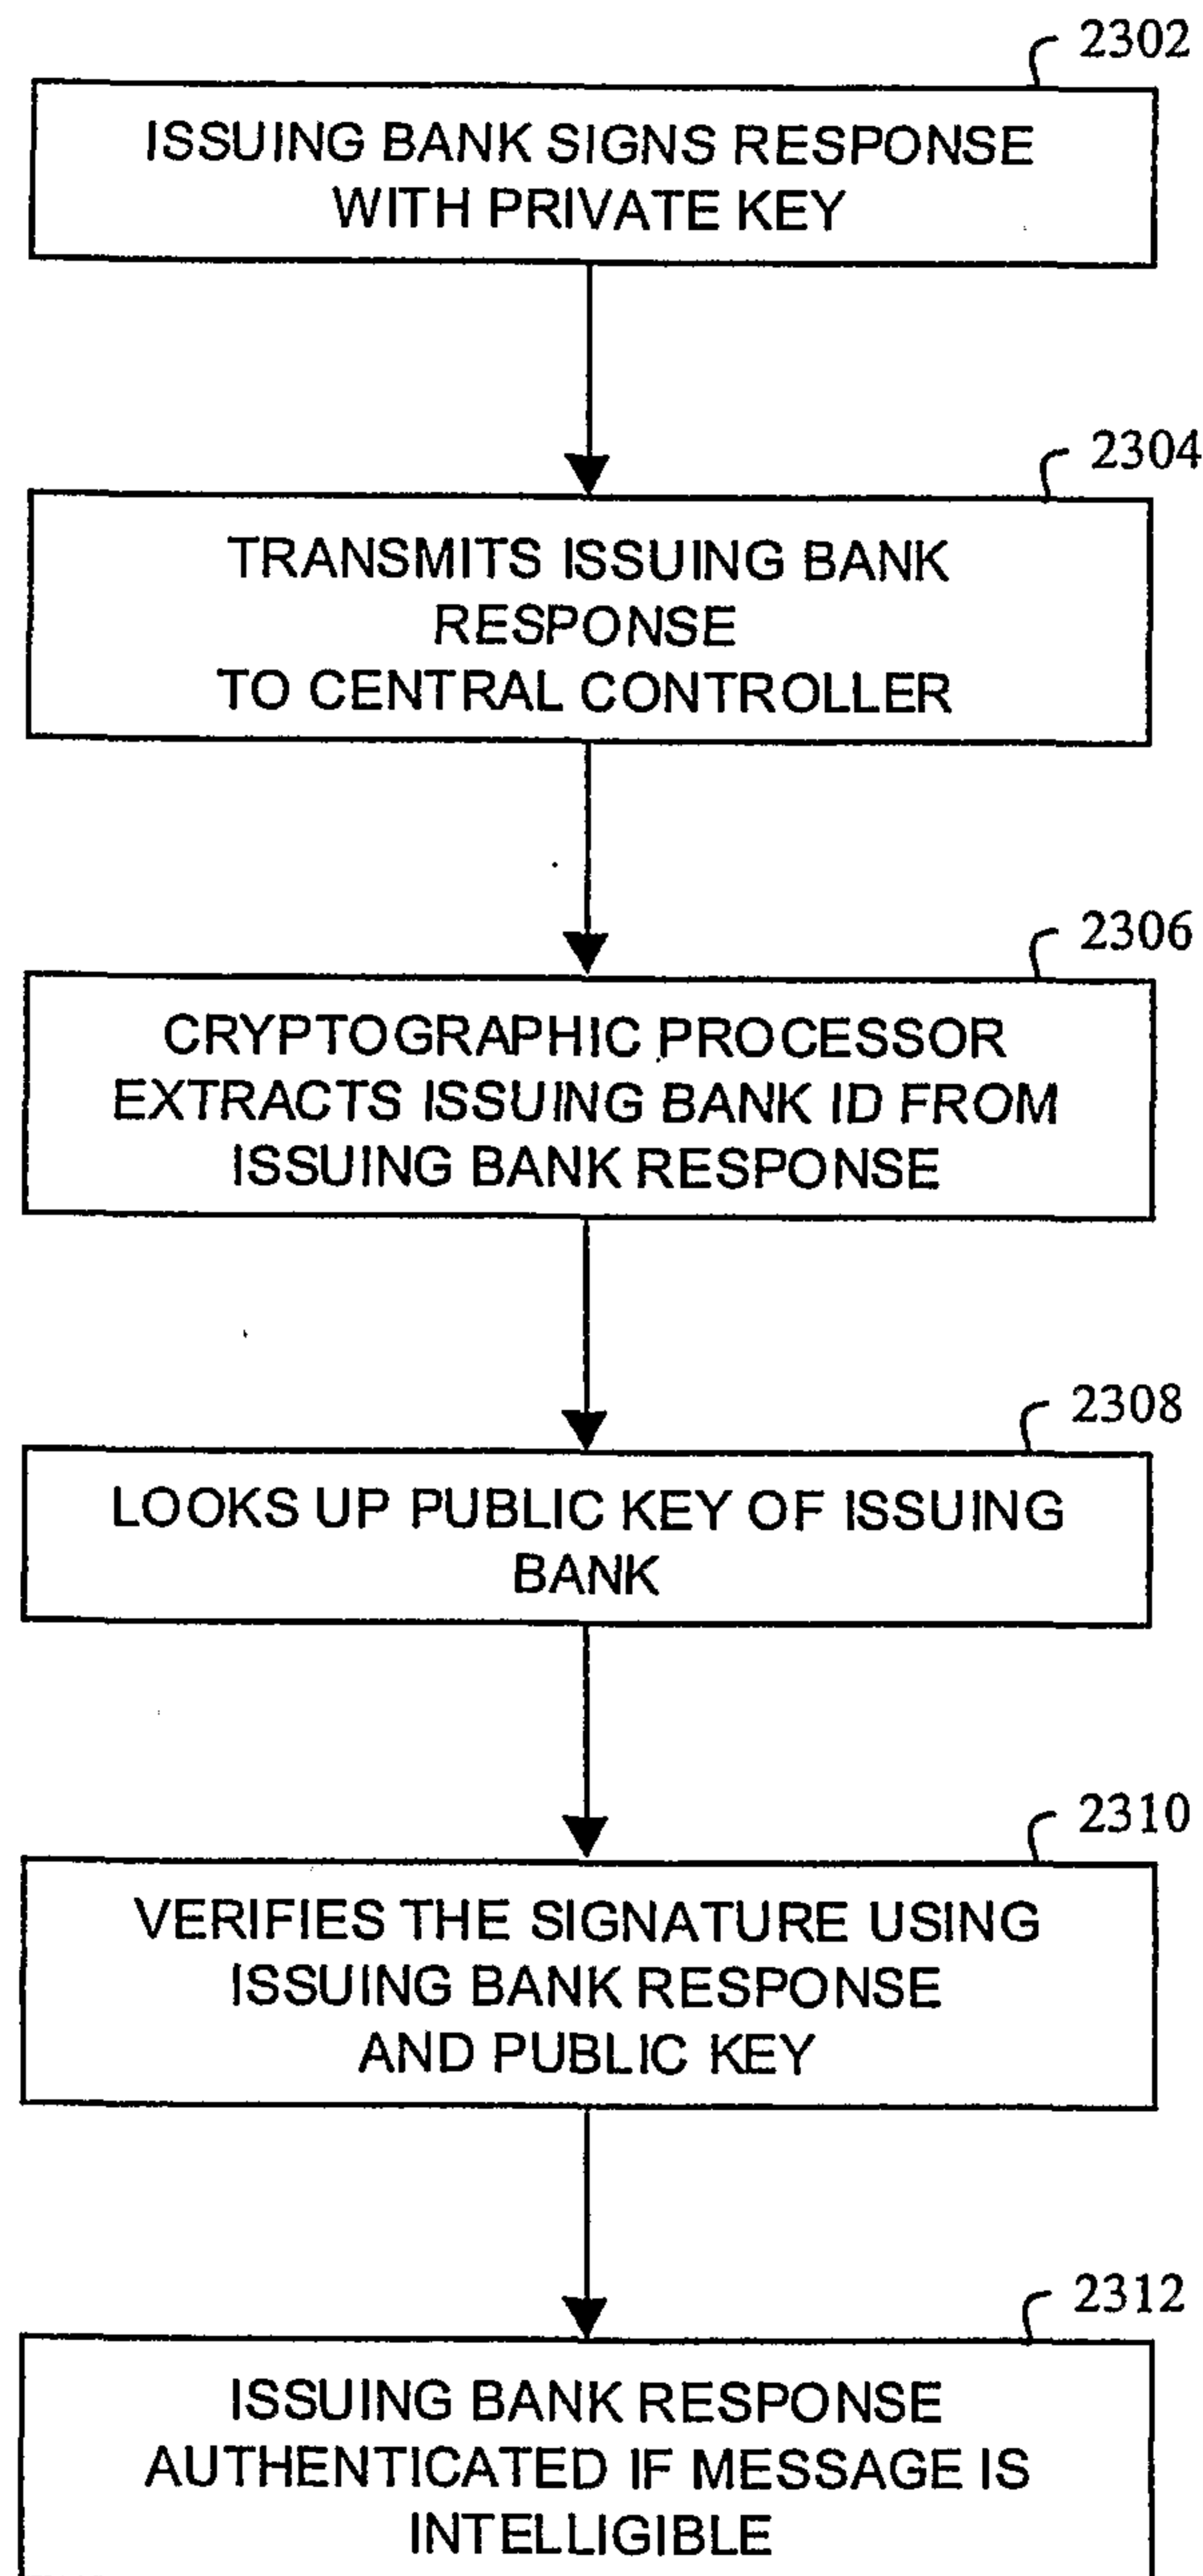 2302
ISSUING BANK SIGNS RESPONSE
WITH PRIVATE KEY
2304
TRANSMITS ISSUING BANK
RESPONSE
TO CENTRAL CONTROLLER
2306
CRYPTOGRAPHIC PROCESSOR
EXTRACTS ISSUING BANK ID FROM
ISSUING BANK RESPONSE
2308
LOOKS UP PUBLIC KEY OF ISSUING
BANK
2310
VERIFIES THE SIGNATURE USING
ISSUING BANK RESPONSE
AND PUBLIC KEY
2312
ISSUING BANK RESPONSE
AUTHENTICATED IF MESSAGE IS
INTELLIGIBLE